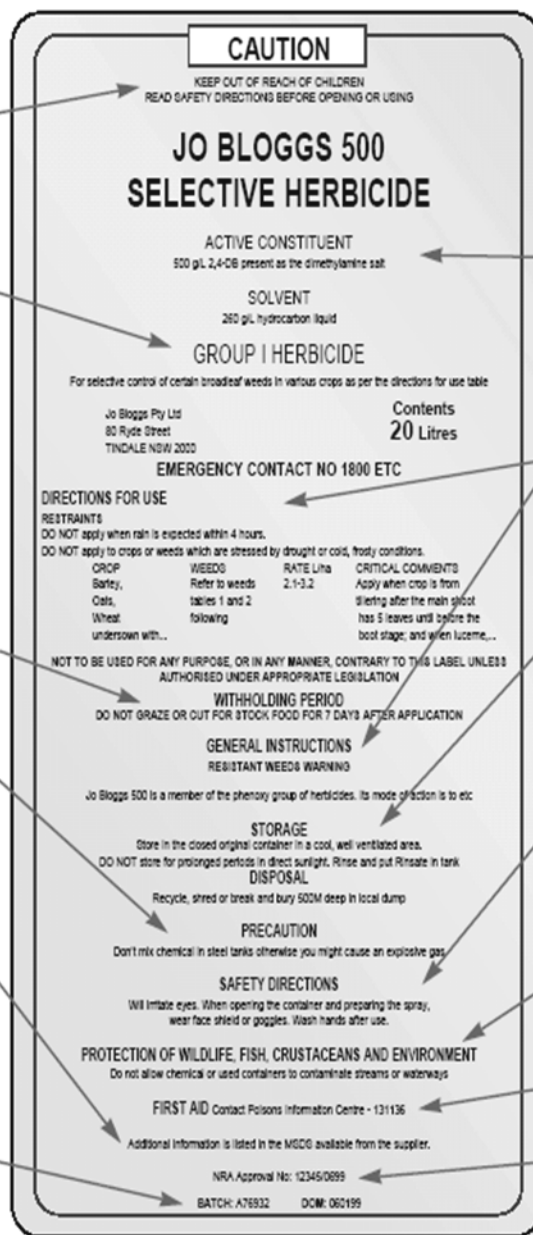 CAUTION
KEEP OUT OF REACH OF CHILDREN
READ SAFETY DIRECTIONS BEFORE OPENING OR USING
JO BLOGGS 500
SELECTIVE HERBICIDE
ACTIVE CONSTITUENT
500 g/L 2,4-DB present as the dimethylamine salt
SOLVENT
260 g/L hydrocarbon liquid
GROUP I HERBICIDE
For selective control of certain broadleaf weeds in various crops as per the directions for use table
Jo Bloggs Pty Ltd
80 Ryde Street
TINDALE NSW 2000
Contents
20 Litres
EMERGENCY CONTACT NO 1800 ETC
DIRECTIONS FOR USE
RESTRAINTS
DO NOT apply when rain is expected within 4 hours.
DO NOT apply to crops or weeds which are stressed by drought or cold, frosty conditions.
CROP WEEDS RATE L/ha CRITICAL COMMENTS
Barley, Refer to weeds 2.1-3.2 Apply when crop is from
Oats, tables 1 and 2 tillering after the main shoot
Wheat following has 5 leaves until before the
undersown with... boot stage; and when lucerne,...
NOT TO BE USED FOR ANY PURPOSE, OR IN ANY MANNER, CONTRARY TO THIS LABEL UNLESS
AUTHORISED UNDER APPROPRIATE LEGISLATION
WITHHOLDING PERIOD
DO NOT GRAZE OR CUT FOR STOCK FOOD FOR 7 DAYS AFTER APPLICATION
GENERAL INSTRUCTIONS
RESISTANT WEEDS WARNING
Jo Bloggs 500 is a member of the phenoxy group of herbicides. Its mode of action is to etc
STORAGE
Store in the closed original container in a cool, well ventilated area.
DO NOT store for prolonged periods in direct sunlight. Rinse and put Rinsate in tank
DISPOSAL
Recycle, shred or break and bury 500M deep in local dump
PRECAUTION
Don't mix chemical in steel tanks otherwise you might cause an explosive gas
SAFETY DIRECTIONS
Will irritate eyes. When opening the container and preparing the spray,
wear face shield or goggles. Wash hands after use.
PROTECTION OF WILDLIFE, FISH, CRUSTACEANS AND ENVIRONMENT
Do not allow chemical or used containers to contaminate streams or waterways
FIRST AID Contact Poisons Information Centre - 131136
Additional information is listed in the MSDS available from the supplier.
NRA Approval No: 12345/0699
BATCH: A76932 DOM: 060199